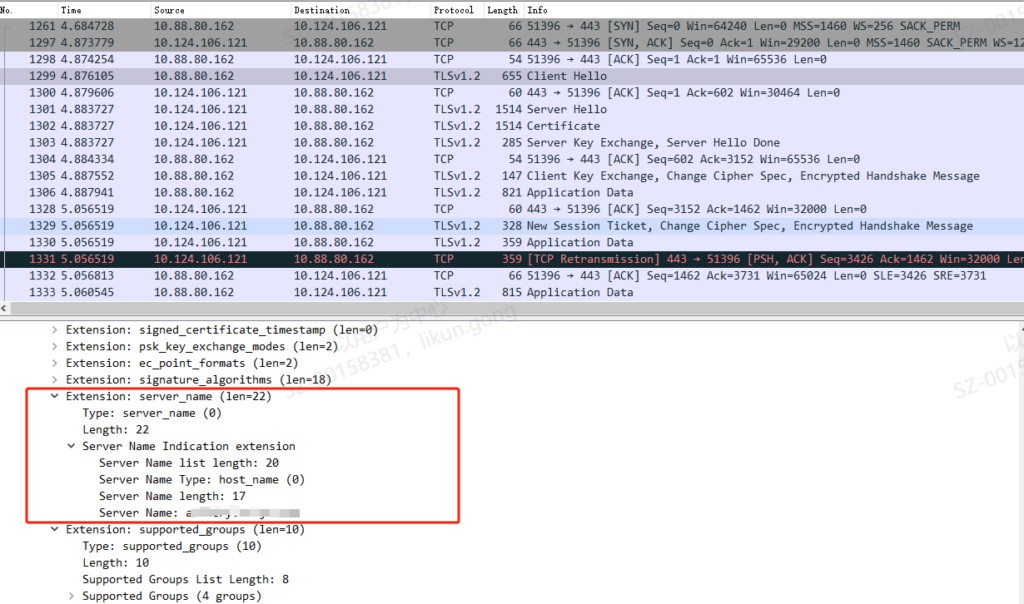 No. Time Source Destination Protocol Length Info
1261 4.684728 10.88.80.162 10.124.106.121 TCP 66 51396 → 443 [SYN] Seq=0 Win=64240 Len=0 MSS=1460 WS=256 SACK_PERM
1297 4.873779 10.124.106.121 10.88.80.162 TCP 66 443 → 51396 [SYN, ACK] Seq=0 Ack=1 Win=29200 Len=0 MSS=1460 SACK_PERM WS=12
1298 4.874254 10.88.80.162 10.124.106.121 TCP 54 51396 → 443 [ACK] Seq=1 Ack=1 Win=65536 Len=0
1299 4.876105 10.88.80.162 10.124.106.121 TLSv1.2 655 Client Hello
1300 4.879606 10.124.106.121 10.88.80.162 TCP 60 443 → 51396 [ACK] Seq=1 Ack=602 Win=30464 Len=0
1301 4.883727 10.124.106.121 10.88.80.162 TLSv1.2 1514 Server Hello
1302 4.883727 10.124.106.121 10.88.80.162 TLSv1.2 1514 Certificate
1303 4.883727 10.124.106.121 10.88.80.162 TLSv1.2 285 Server Key Exchange, Server Hello Done
1304 4.884334 10.88.80.162 10.124.106.121 TCP 54 51396 → 443 [ACK] Seq=602 Ack=3152 Win=65536 Len=0
1305 4.887552 10.88.80.162 10.124.106.121 TLSv1.2 147 Client Key Exchange, Change Cipher Spec, Encrypted Handshake Message
1306 4.887941 10.88.80.162 10.124.106.121 TLSv1.2 821 Application Data
1328 5.056519 10.124.106.121 10.88.80.162 TCP 60 443 → 51396 [ACK] Seq=3152 Ack=1462 Win=32000 Len=0
1329 5.056519 10.124.106.121 10.88.80.162 TLSv1.2 328 New Session Ticket, Change Cipher Spec, Encrypted Handshake Message
1330 5.056519 10.124.106.121 10.88.80.162 TLSv1.2 359 Application Data
1331 5.056519 10.124.106.121 10.88.80.162 TCP 359 [TCP Retransmission] 443 → 51396 [PSH, ACK] Seq=3426 Ack=1462 Win=32000 Len
1332 5.056813 10.88.80.162 10.124.106.121 TCP 66 51396 → 443 [ACK] Seq=1462 Ack=3731 Win=65024 Len=0 SLE=3426 SRE=3731
1333 5.060545 10.88.80.162 10.124.106.121 TLSv1.2 815 Application Data
Extension: signed_certificate_timestamp (len=0)
Extension: psk_key_exchange_modes (len=2)
Extension: ec_point_formats (len=2)
Extension: signature_algorithms (len=18)
Extension: server_name (len=22)
Type: server_name (0)
Length: 22
Server Name Indication extension
Server Name list length: 20
Server Name Type: host_name (0)
Server Name length: 17
Server Name:
Extension: supported_groups (len=10)
Type: supported_groups (10)
Length: 10
Supported Groups List Length: 8
Supported Groups (4 groups)
以用户为中心
SZ-00158381, likun.gong
SZ-0015